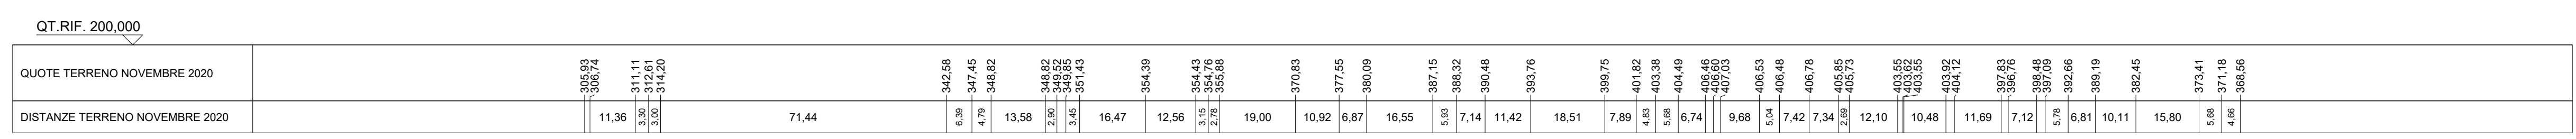 QT.RIF. 200,000
QUOTE TERRENO NOVEMBRE 2020 305,93 306,74 311,11 312,61 314,20 342,58 347,45 348,82 348,82 349,52 349,85 351,43 354,39 354,43 354,76 355,88 370,83 377,55 380,09 387,15 388,32 390,48 393,76 399,75 401,82 403,38 404,49 406,46 406,60 407,03 406,53 406,48 406,78 405,85 405,73 403,55 403,62 403,55 403,92 404,12 397,83 396,76 398,48 397,09 392,66 389,19 382,45 373,41 371,18 368,56
DISTANZE TERRENO NOVEMBRE 2020 11,36 3,30 3,00 71,44 6,39 4,79 13,58 2,90 3,45 16,47 12,56 3,15 2,78 19,00 10,92 6,87 16,55 5,93 7,14 11,42 18,51 7,89 4,83 5,68 6,74 9,68 5,04 7,42 7,34 2,69 12,10 10,48 11,69 7,12 5,78 6,81 10,11 15,80 5,68 4,66